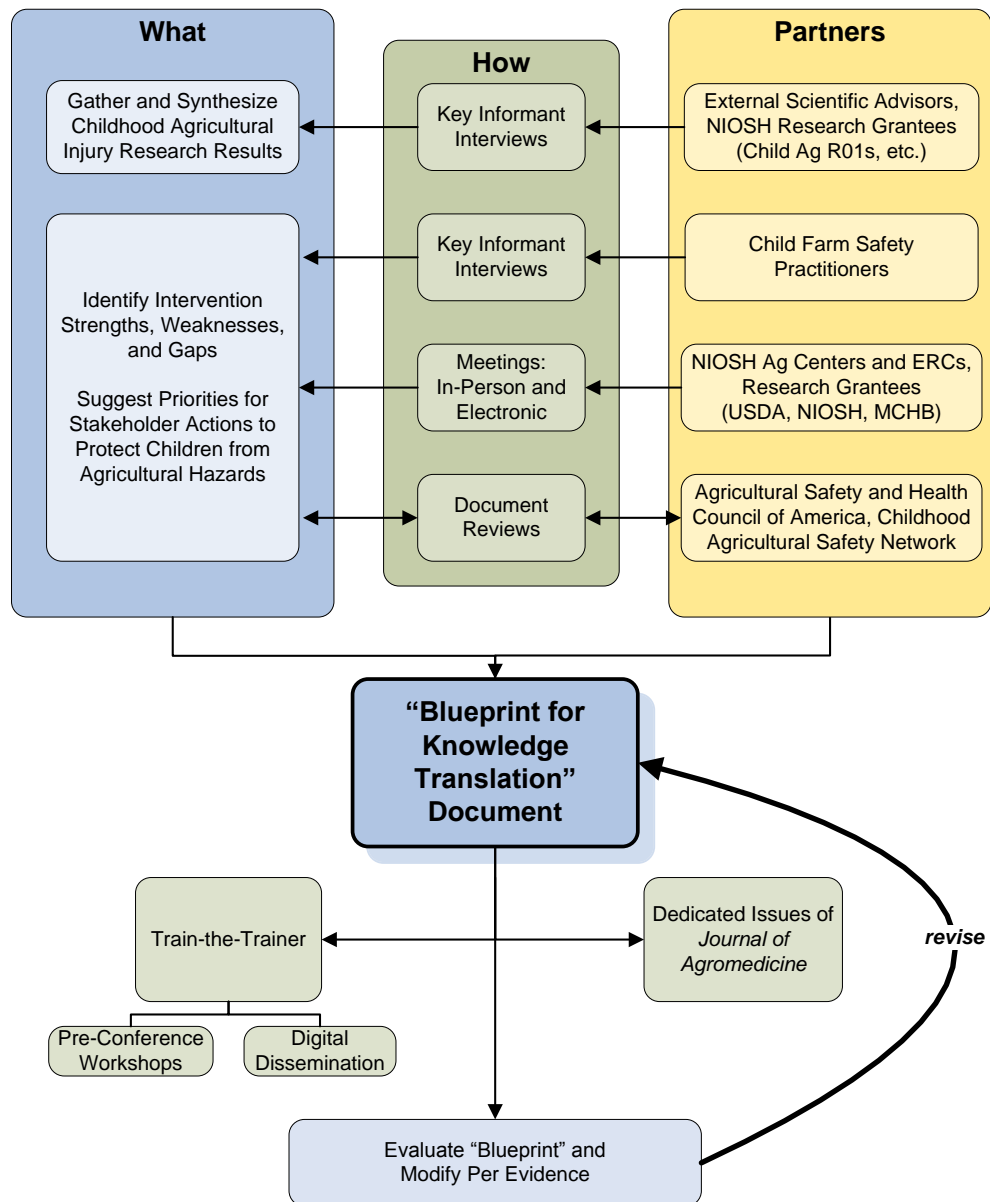 What
How
Partners
Gather and Synthesize
Childhood Agricultural
Injury Research Results
Key Informant
Interviews
External Scientific Advisors,
NIOSH Research Grantees
(Child Ag R01s, etc.)
Identify Intervention
Strengths, Weaknesses,
and Gaps
Suggest Priorities for
Stakeholder Actions to
Protect Children from
Agricultural Hazards
Key Informant
Interviews
Child Farm Safety
Practitioners
Meetings:
In-Person and
Electronic
NIOSH Ag Centers and ERCs,
Research Grantees
(USDA, NIOSH, MCHB)
Document
Reviews
Agricultural Safety and Health
Council of America, Childhood
Agricultural Safety Network
“Blueprint for
Knowledge
Translation”
Document
Train-the-Trainer
Dedicated Issues of
Journal of
Agromedicine
revise
Pre-Conference
Workshops
Digital
Dissemination
Evaluate “Blueprint” and
Modify Per Evidence